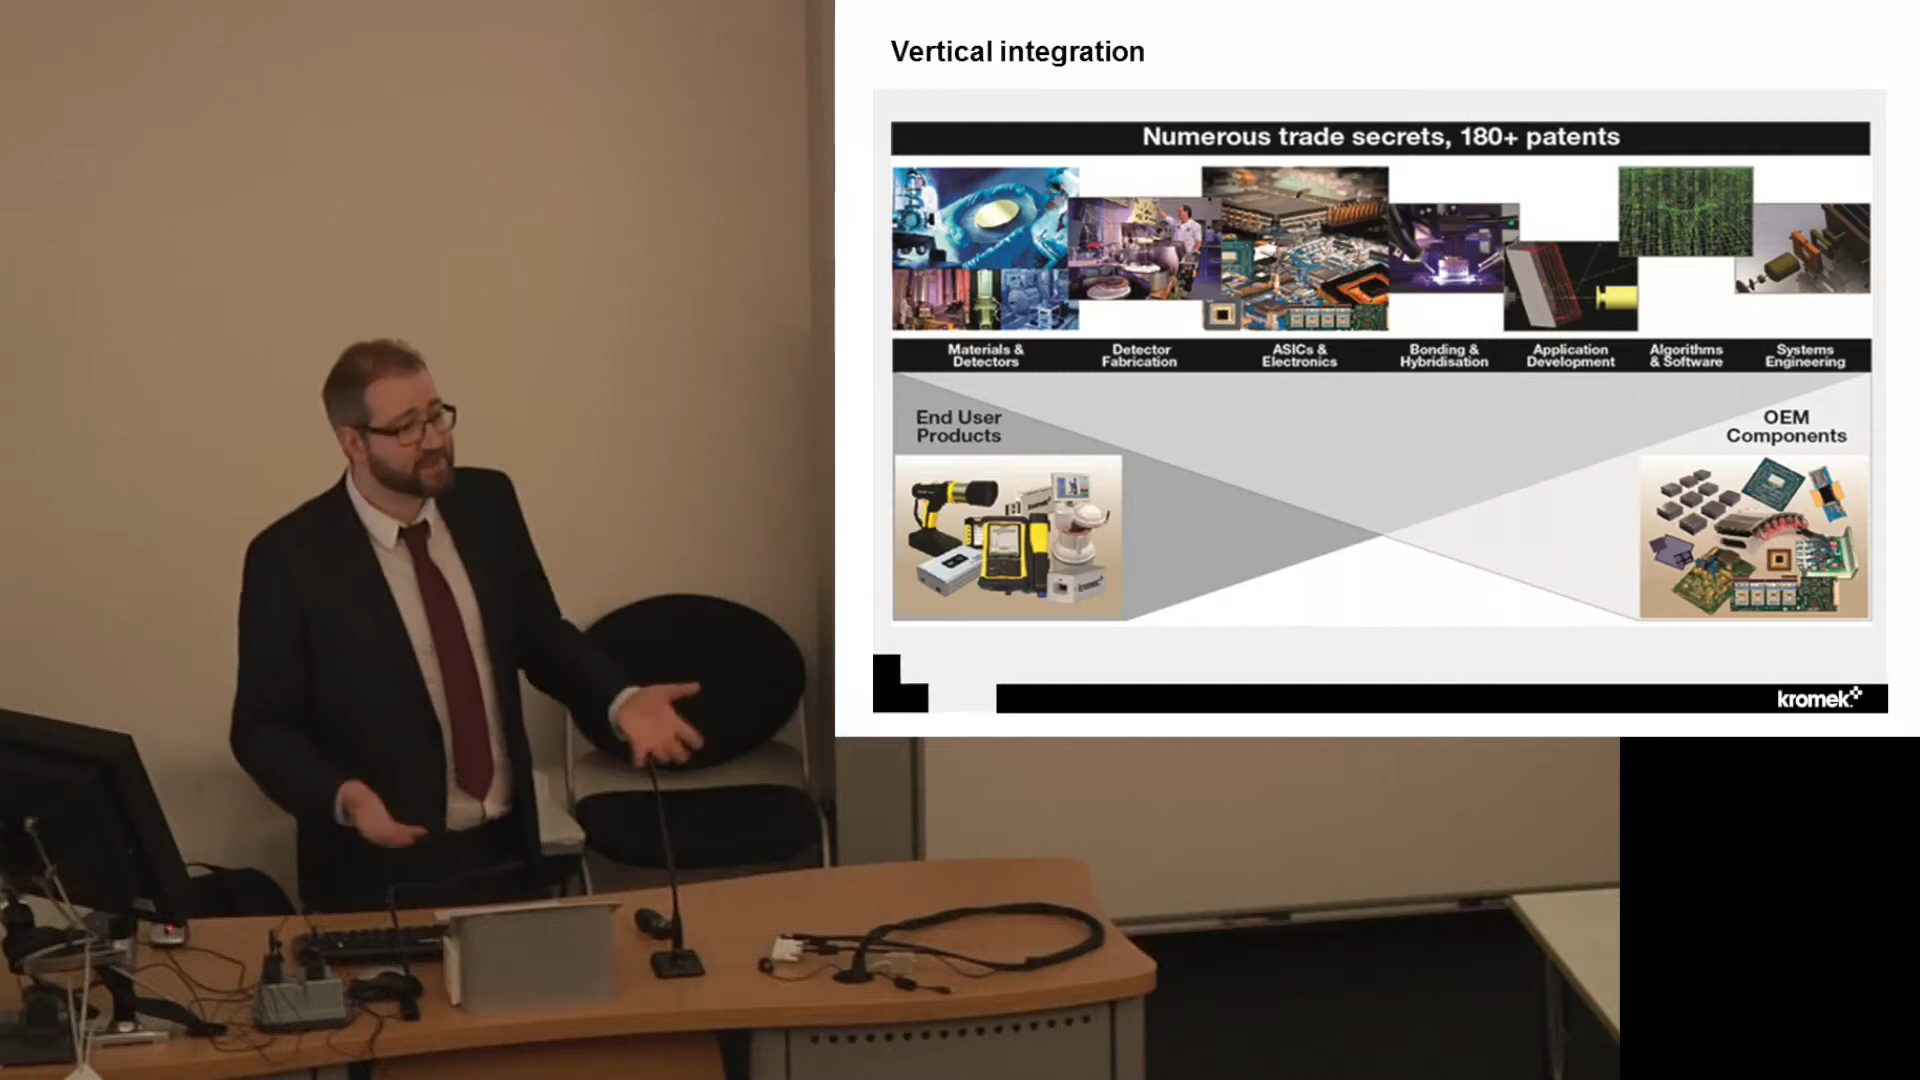 Vertical integration
Numerous trade secrets, 180+ patents
Materials &
Detectors
Detector
Fabrication
ASICs &
Electronics
Bonding &
Hybridisation
Application
Development
Algorithms
& Software
Systems
Engineering
End User
Products
OEM
Components
kromek
kromek